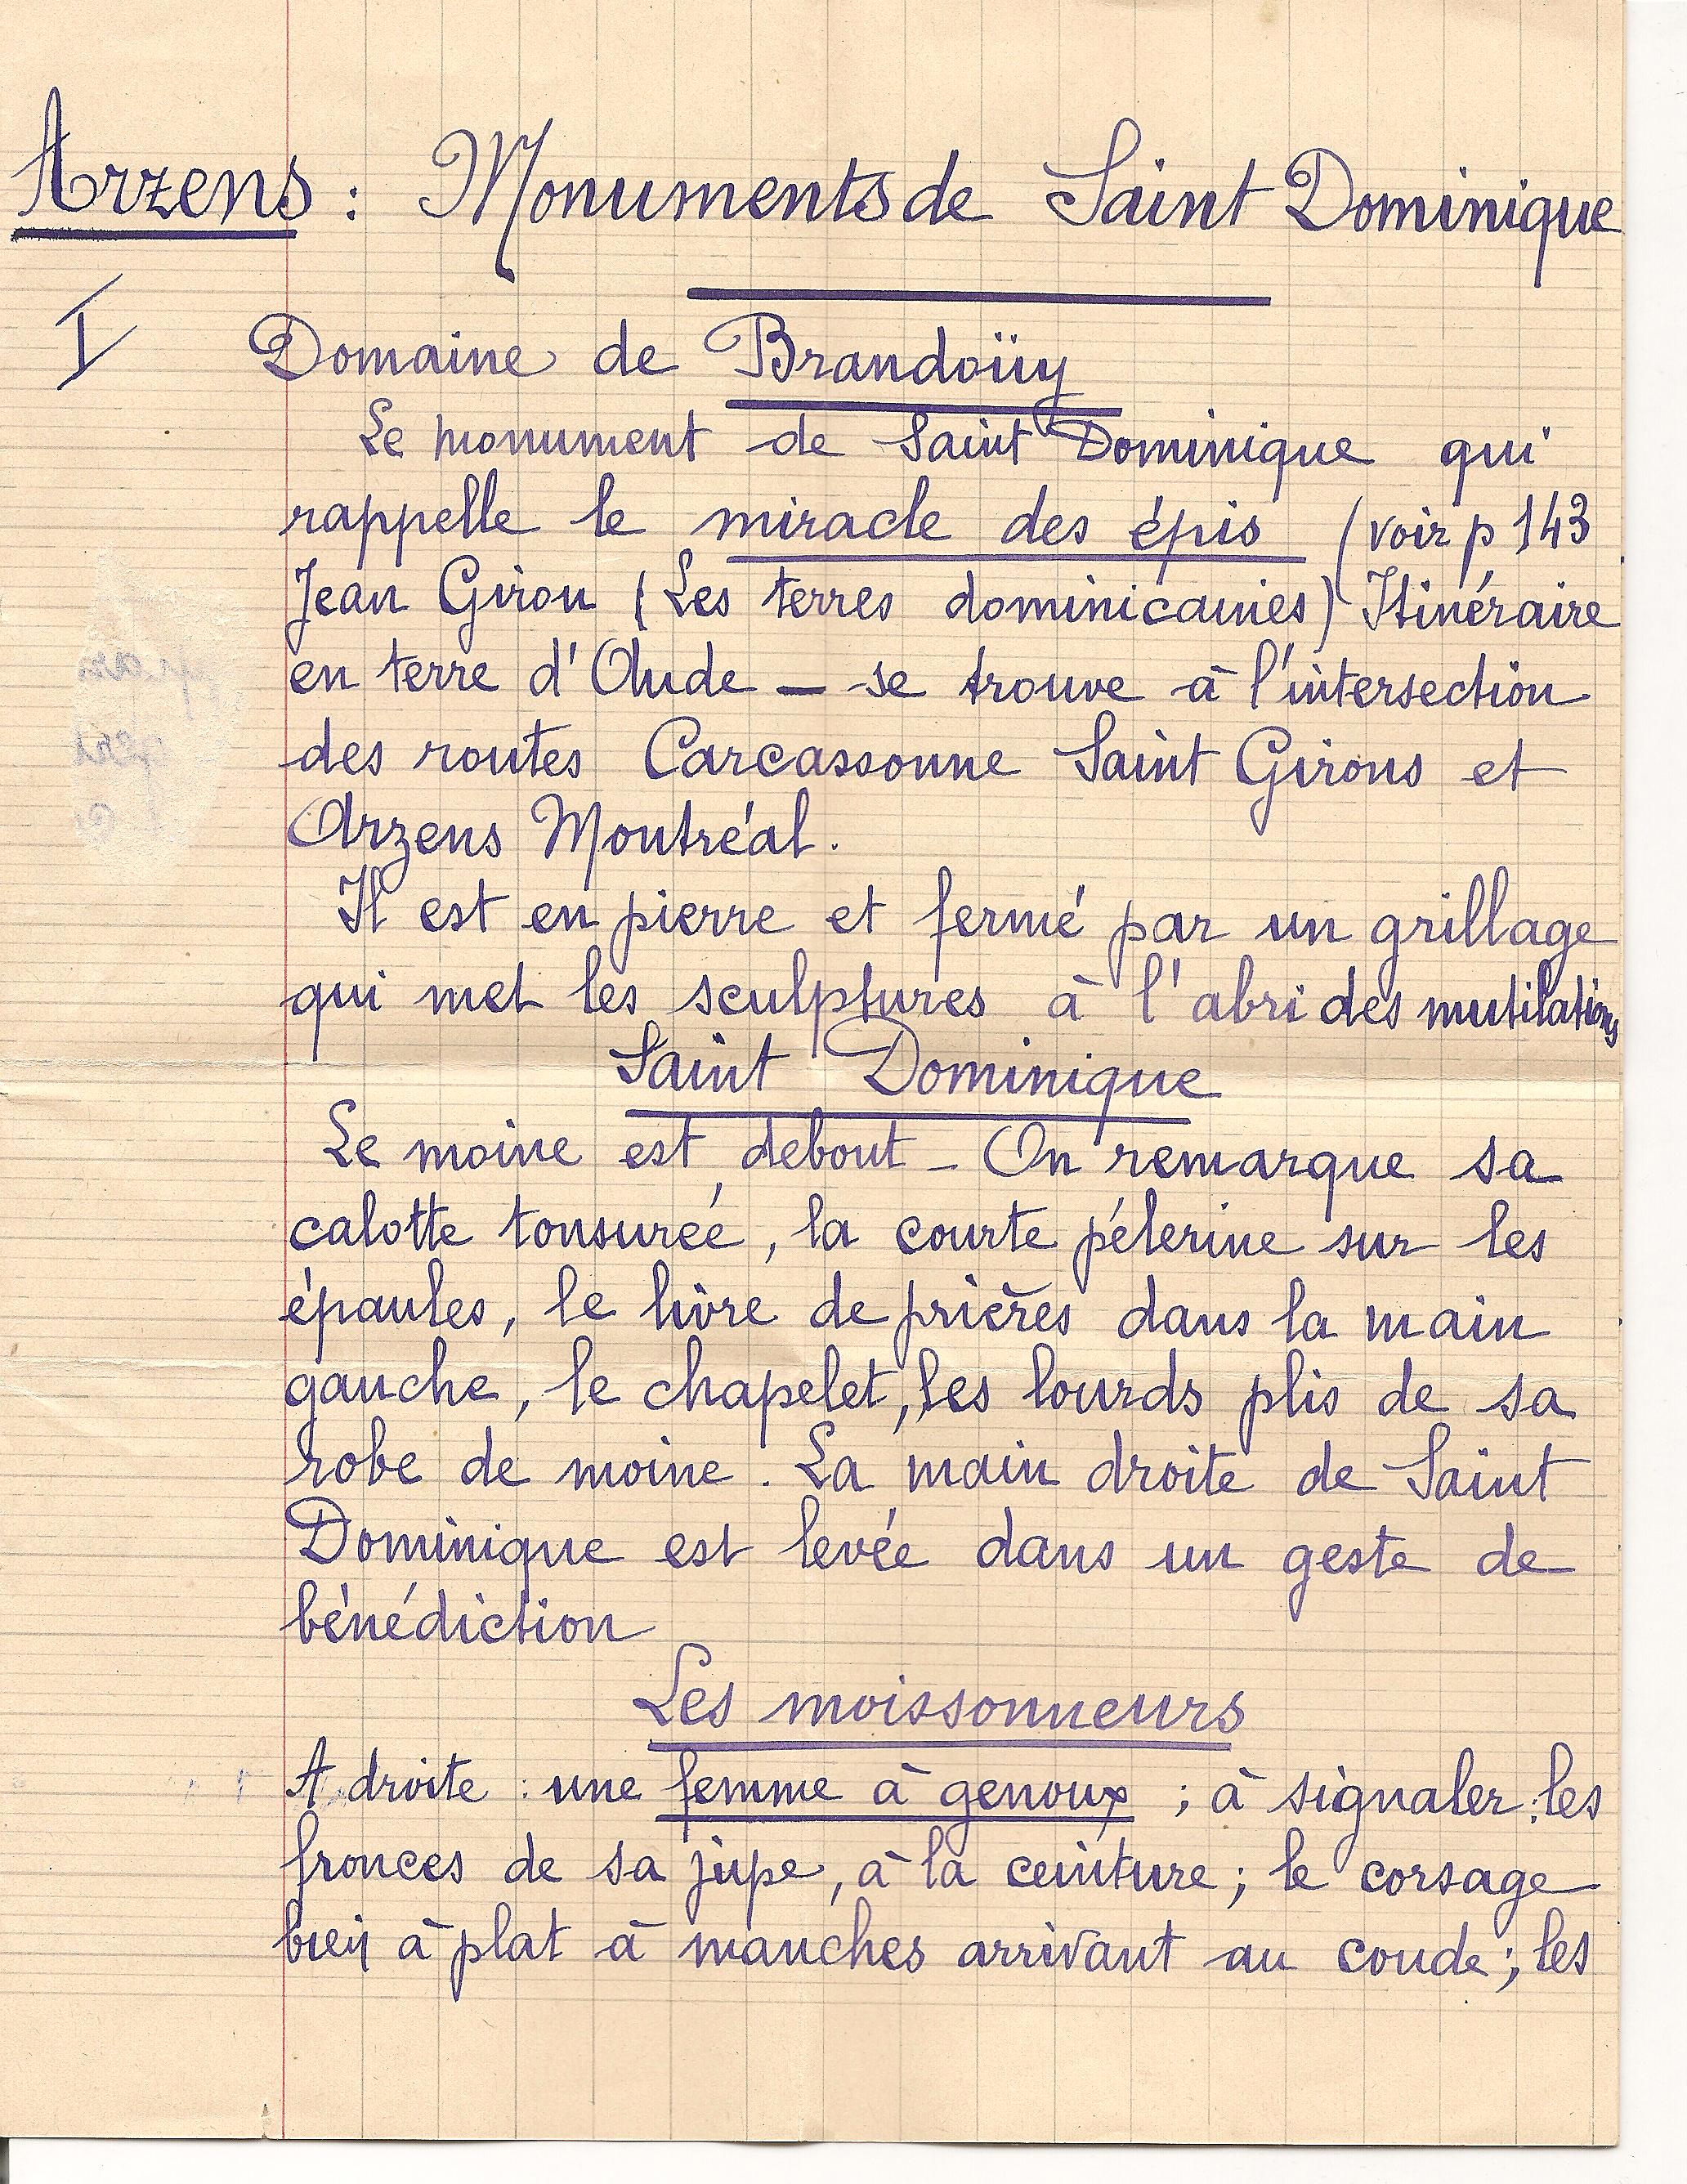 Arzens : Monuments de Saint Dominique
I Domaine de Brandoüy
Le monument de Saint Dominique qui
rappelle le miracle des épis (voir p 143
Jean Girou (Les terres dominicaines) Itinéraire
en terre d'Aude — se trouve à l'intersection
des routes Carcassonne Saint Girons et
Arzens Montréal.
Il est en pierre et fermé par un grillage
qui met les sculptures à l'abri des mutilations
Saint Dominique
Le moine est debout - On remarque sa
calotte tonsurée, la courte pélerine sur les
épaules, le livre de prières dans la main
gauche, le chapelet, les lourds plis de sa
robe de moine. La main droite de Saint
Dominique est levée dans un geste de
bénédiction
Les moissonneurs
A droite : une femme à genoux ; à signaler : les
fronces de sa jupe, à la ceinture ; le corsage
bien à plat à manches arrivant au coude ; les